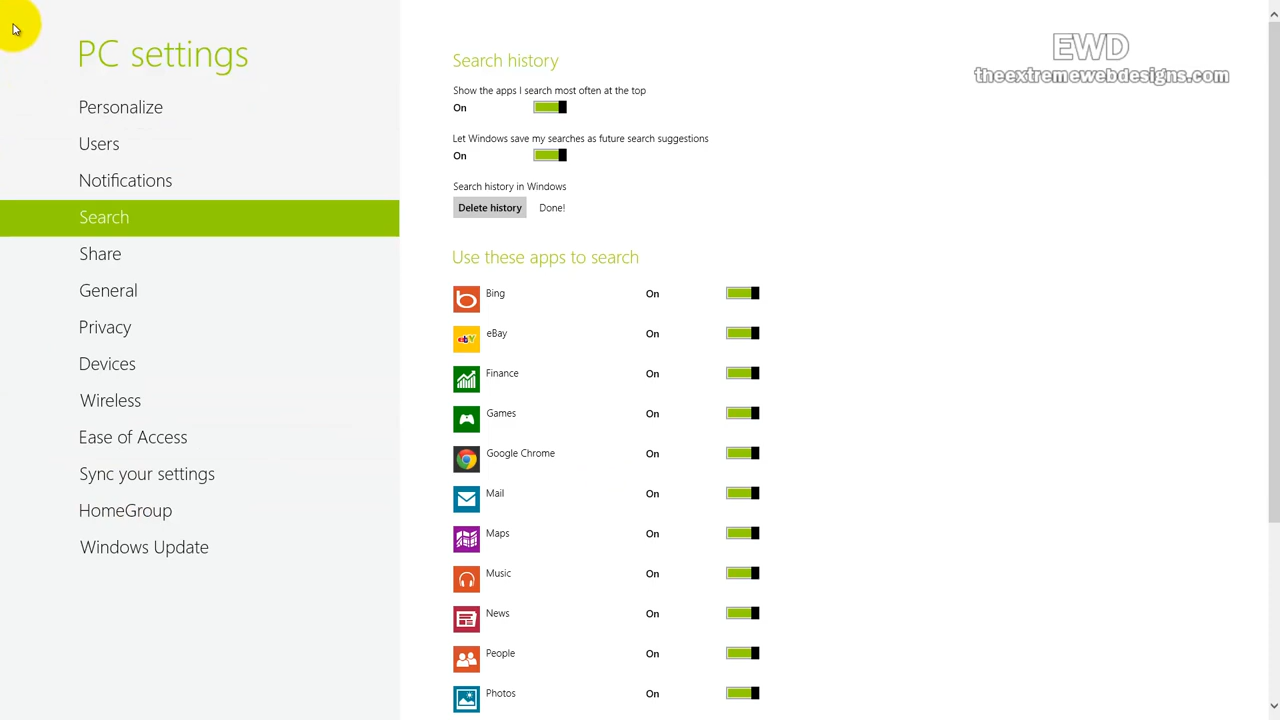 EWD
theextremewebdesigns.com
PC settings
Personalize
Users
Notifications
Search
Share
General
Privacy
Devices
Wireless
Ease of Access
Sync your settings
HomeGroup
Windows Update
Search history
Show the apps I search most often at the top
On
Let Windows save my searches as future search suggestions
On
Search history in Windows
Delete history Done!
Use these apps to search
Bing On
eBay On
Finance On
Games On
Google Chrome On
Mail On
Maps On
Music On
News On
People On
Photos On